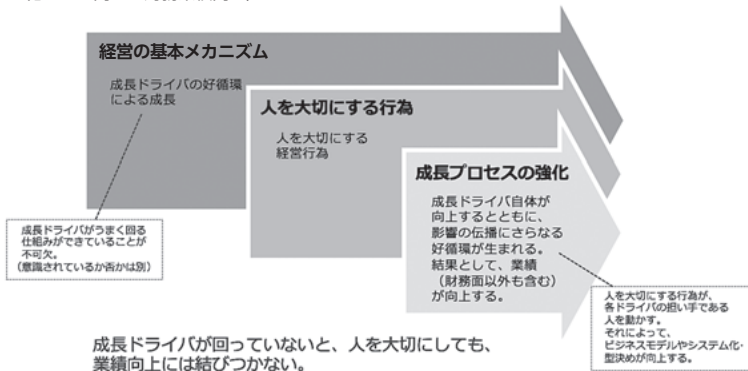 経営の基本メカニズム
成長ドライバの好循環
による成長
人を大切にする行為
人を大切にする
経営行為
成長プロセスの強化
成長ドライバ自体が
向上するとともに、
影響の伝播にさらなる
好循環が生まれる。
結果として、業績
（財務面以外も含む）
が向上する。
成長ドライバがうまく回る
仕組みができていることが
不可欠。
（意識されているか否かは別）
人を大切にする行為が、
各ドライバの担い手である
人を動かす。
それによって、
ビジネスモデルやシステム化・
型決めが向上する。
成長ドライバが回っていないと、人を大切にしても、
業績向上には結びつかない。